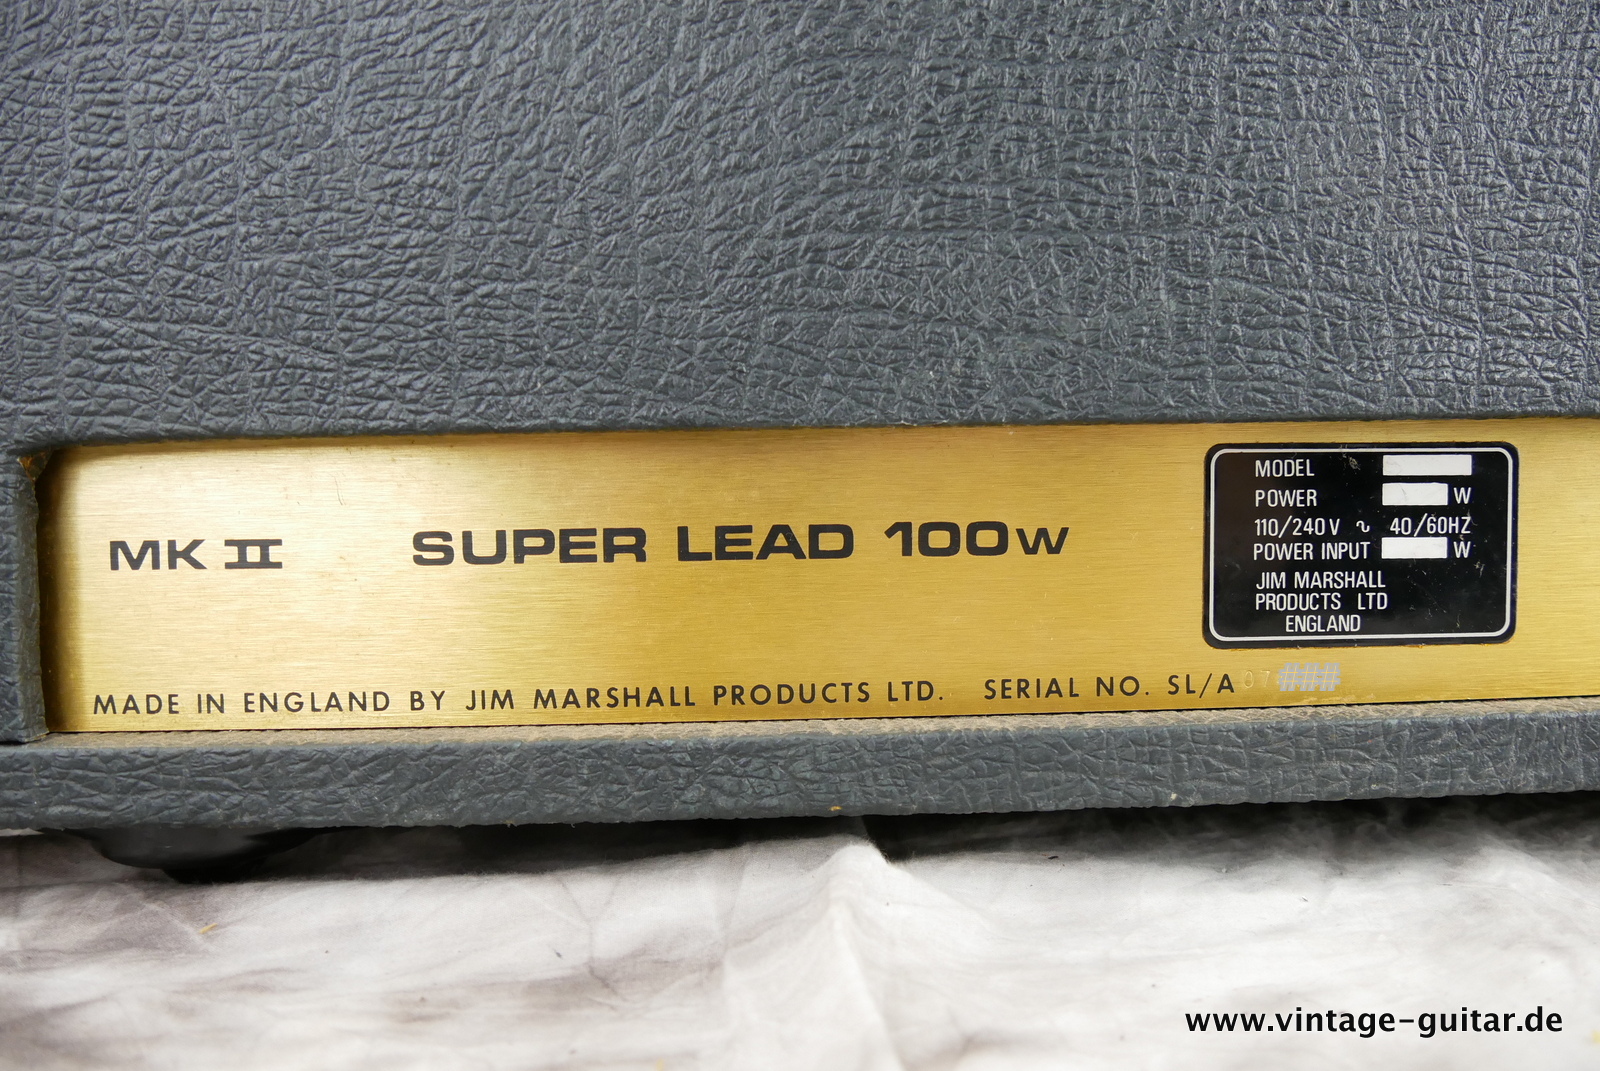 MK II SUPER LEAD 100W
MADE IN ENGLAND BY JIM MARSHALL PRODUCTS LTD. SERIAL NO. SL/A
MODEL
POWER W
110/240V ~ 40/60HZ
POWER INPUT W
JIM MARSHALL
PRODUCTS LTD
ENGLAND
www.vintage-guitar.de